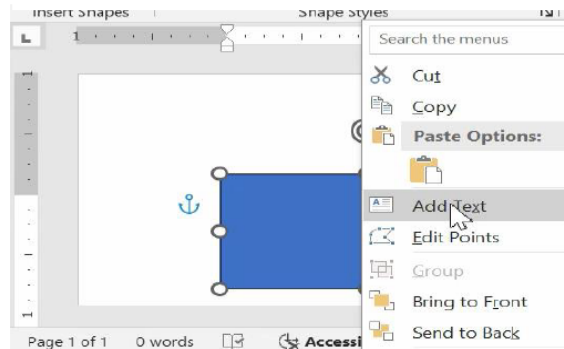 Insert Shapes Shape Styles
1
Search the menus
Cut
Copy
Paste Options:
Add Text
Edit Points
Group
Bring to Front
Send to Back
Page 1 of 1 0 words Accessi